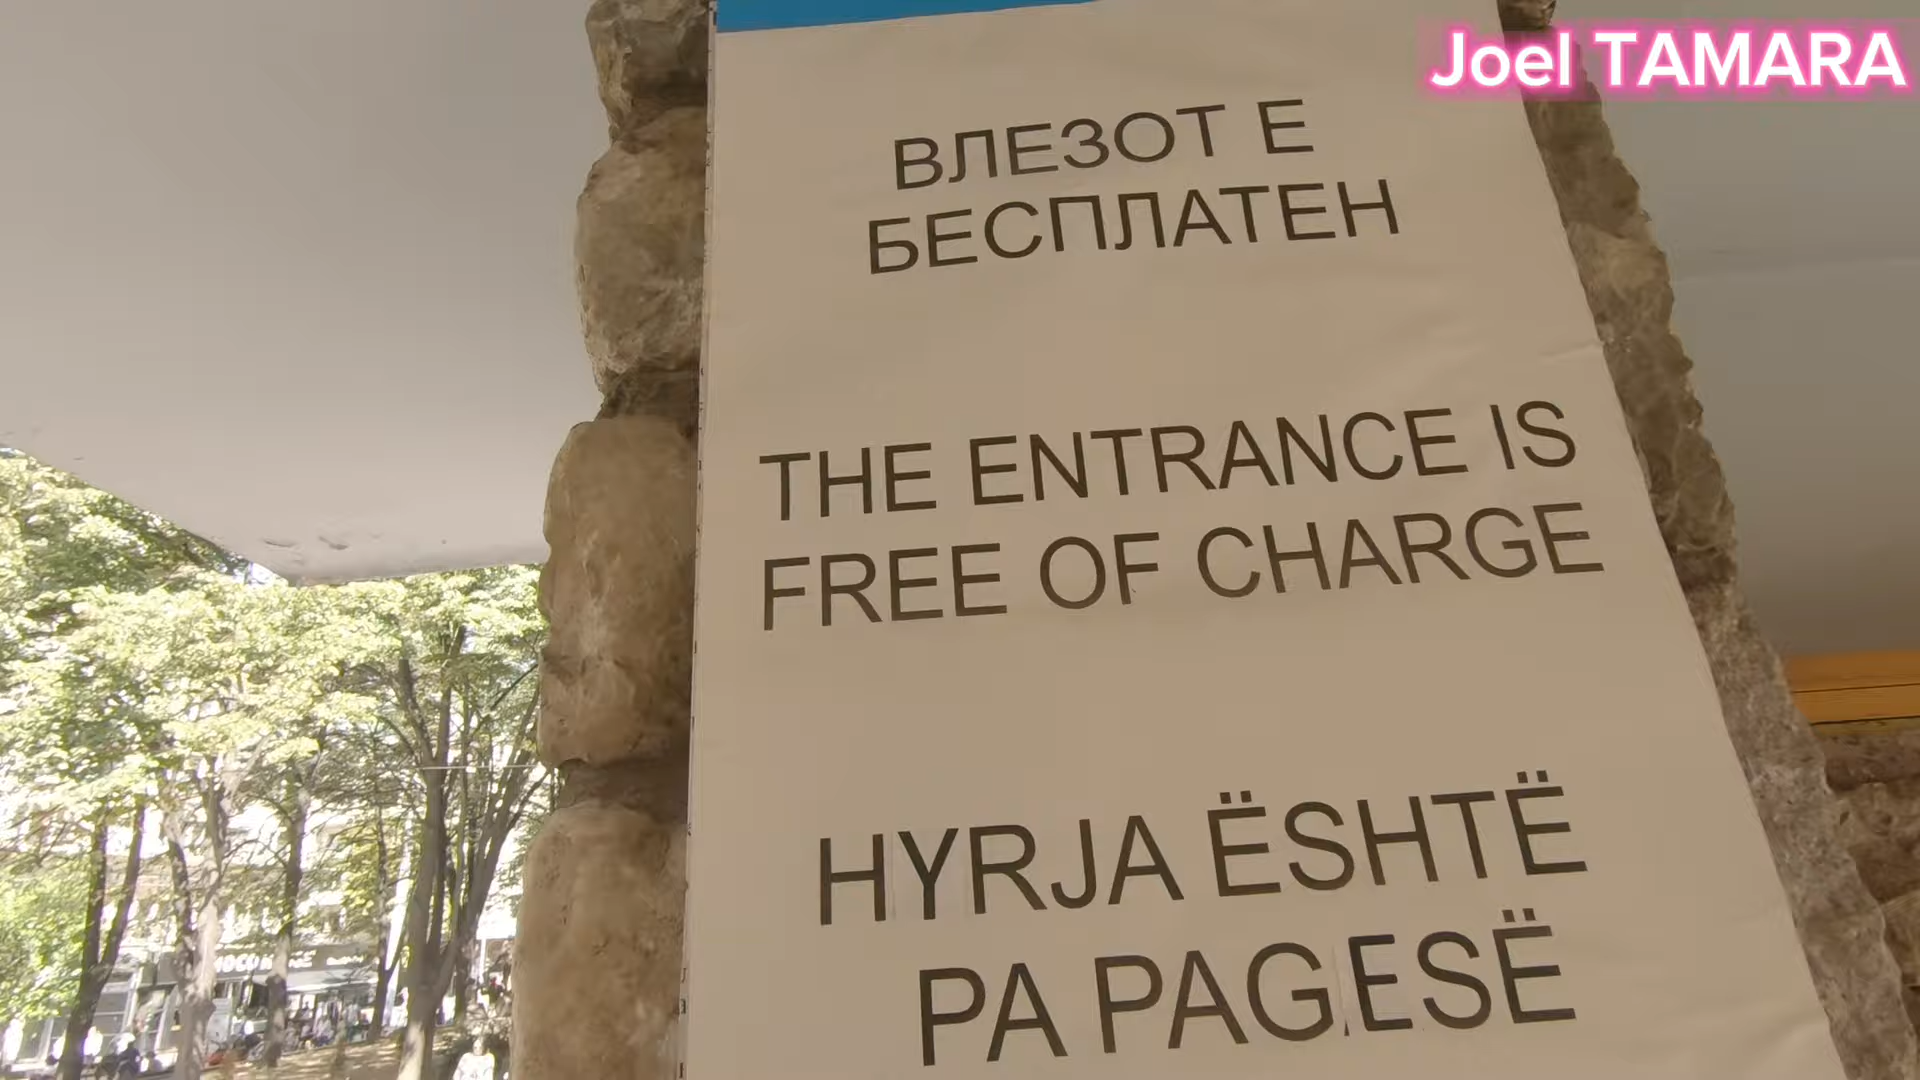 Joel TAMARA
ВЛЕЗОТ Е
БЕСПЛАТЕН
THE ENTRANCE IS
FREE OF CHARGE
HYRJA ËSHTË
PA PAGESË